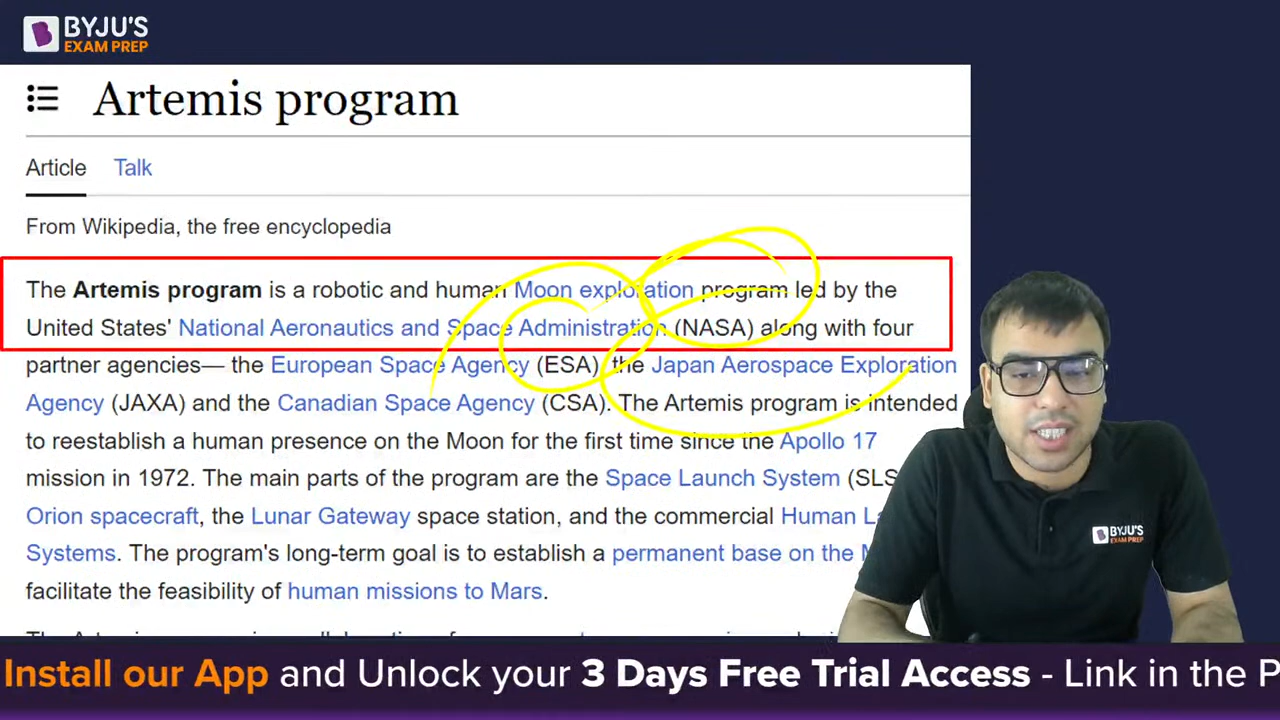 BYJU'S
EXAM PREP
Artemis program
Article Talk
From Wikipedia, the free encyclopedia
The Artemis program is a robotic and human Moon exploration program led by the
United States' National Aeronautics and Space Administration (NASA) along with four
partner agencies— the European Space Agency (ESA), the Japan Aerospace Exploration
Agency (JAXA) and the Canadian Space Agency (CSA). The Artemis program is intended
to reestablish a human presence on the Moon for the first time since the Apollo 17
mission in 1972. The main parts of the program are the Space Launch System (SLS
Orion spacecraft, the Lunar Gateway space station, and the commercial Human
Systems. The program's long-term goal is to establish a permanent base on the
facilitate the feasibility of human missions to Mars.
BYJU'S
EXAM PREP
Install our App and Unlock your 3 Days Free Trial Access - Link in the